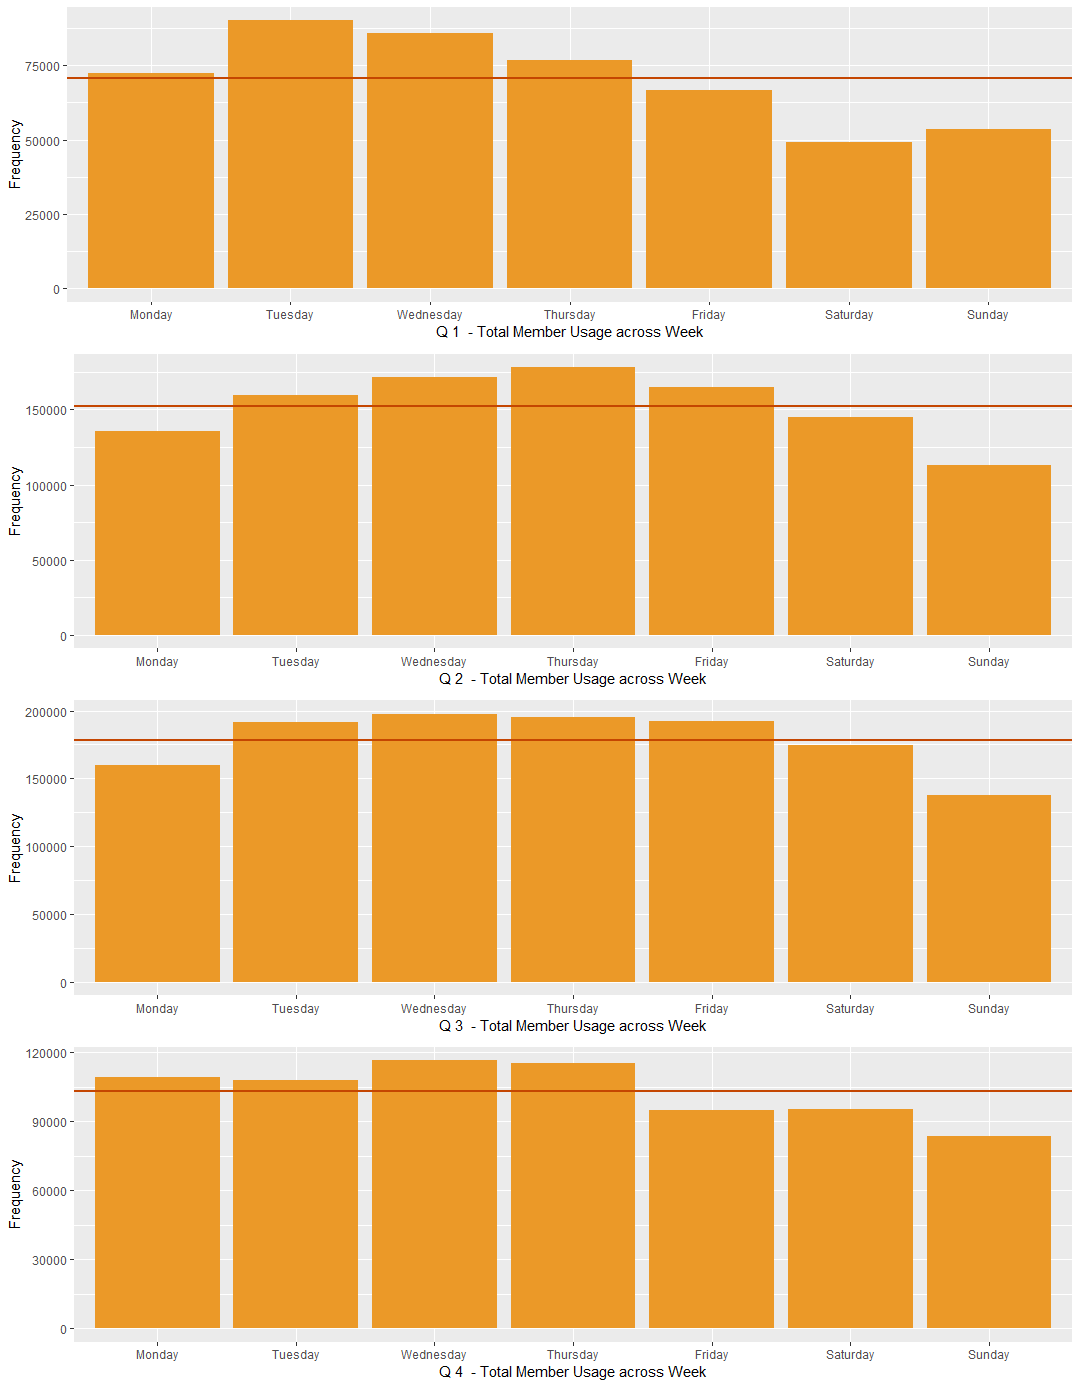 Frequency
75000
50000
25000
0
Monday Tuesday Wednesday Thursday Friday Saturday Sunday
Q 1  - Total Member Usage across Week
Frequency
150000
100000
50000
0
Monday Tuesday Wednesday Thursday Friday Saturday Sunday
Q 2  - Total Member Usage across Week
Frequency
200000
150000
100000
50000
0
Monday Tuesday Wednesday Thursday Friday Saturday Sunday
Q 3  - Total Member Usage across Week
Frequency
120000
90000
60000
30000
0
Monday Tuesday Wednesday Thursday Friday Saturday Sunday
Q 4  - Total Member Usage across Week